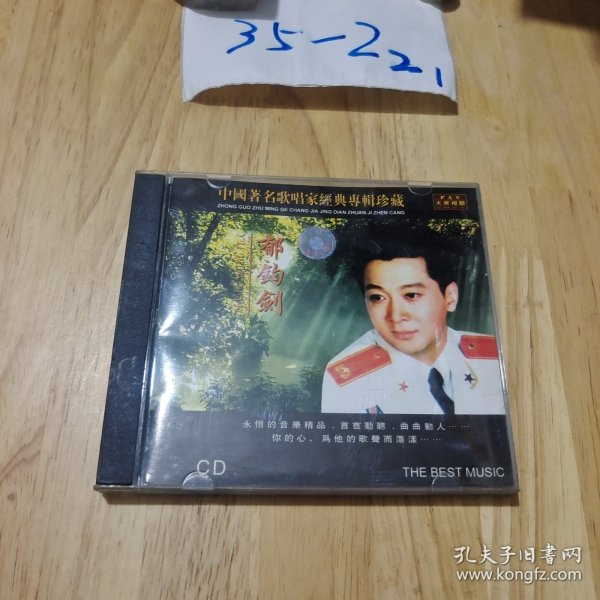 35-221
中國著名歌唱家經典專輯珍藏
ZHONG GUO ZHU MING GE CHANG JIA JING DIAN ZHUAN JI ZHEN CANG
PAV
郁鈞劍
永恒的音樂精品．首首動聽．曲曲動人……
你的心．爲他的歌聲而蕩漾……
CD
THE BEST MUSIC
孔夫子旧书网
www.kongfz.com